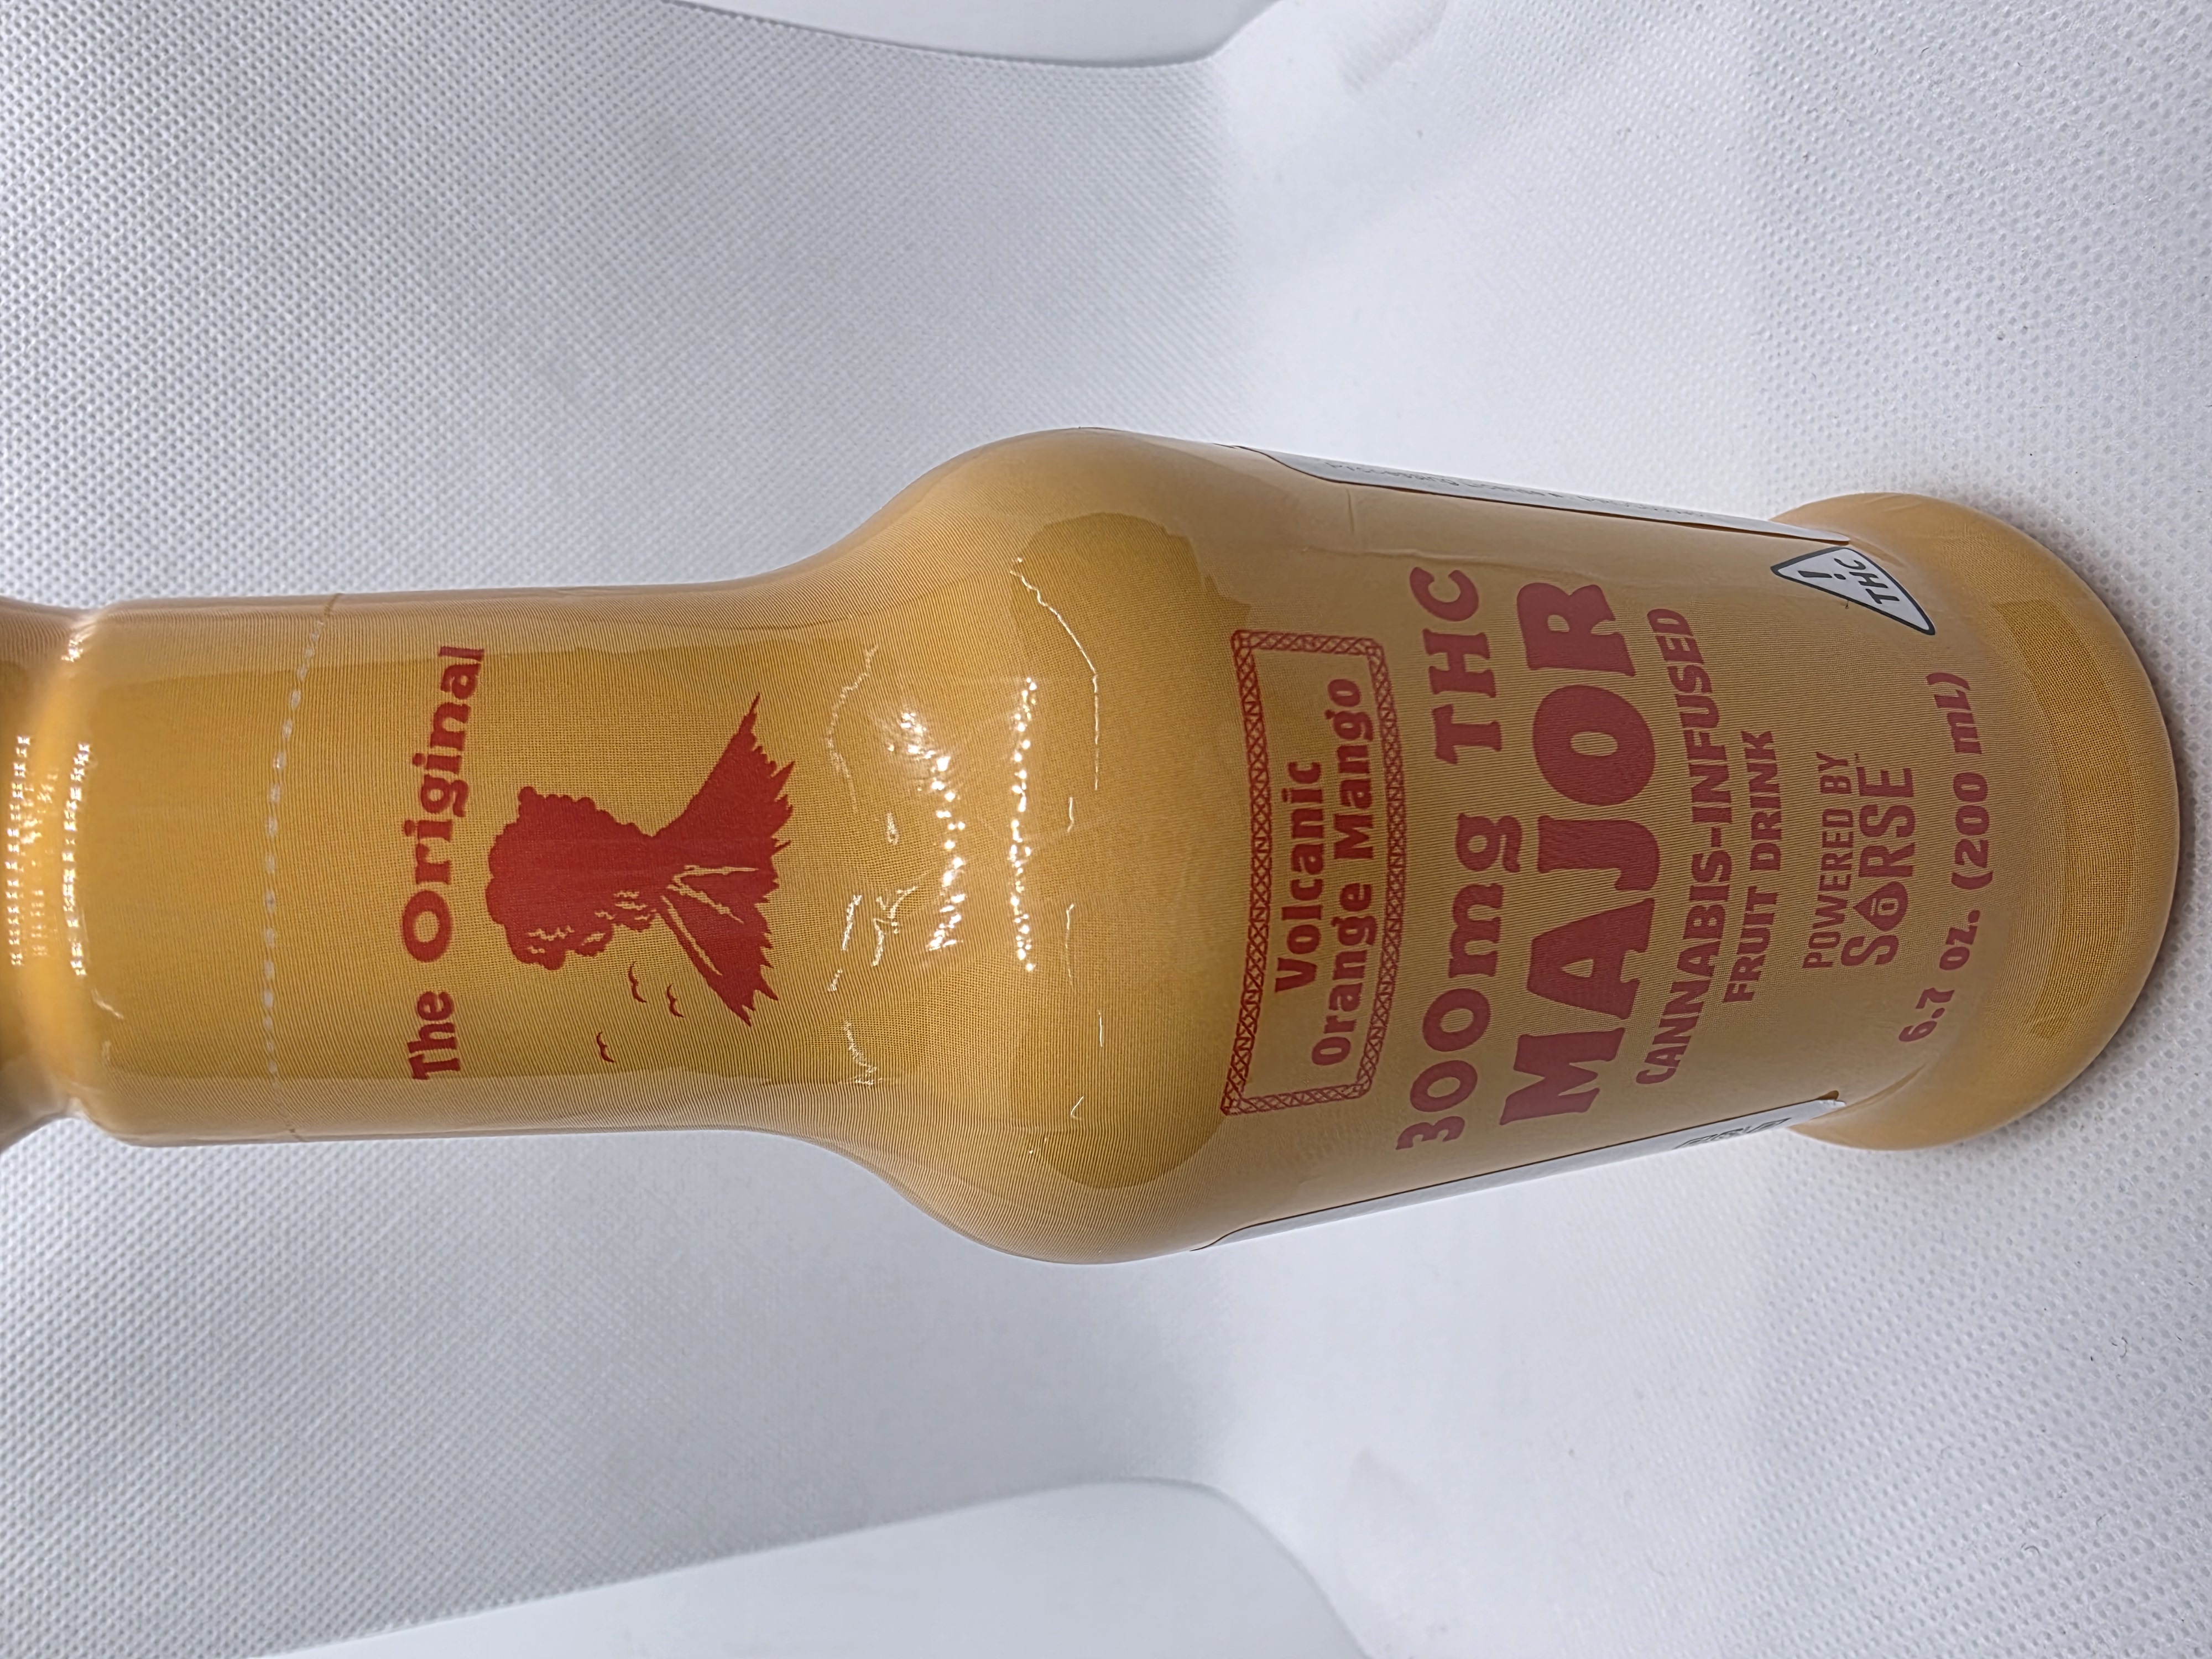 The Original
Volcanic
Orange Mango
300mg THC
MAJOR
CANNABIS-INFUSED
FRUIT DRINK
POWERED BY
SŌRSE™
6.7 oz. (200 mL)
!
THC